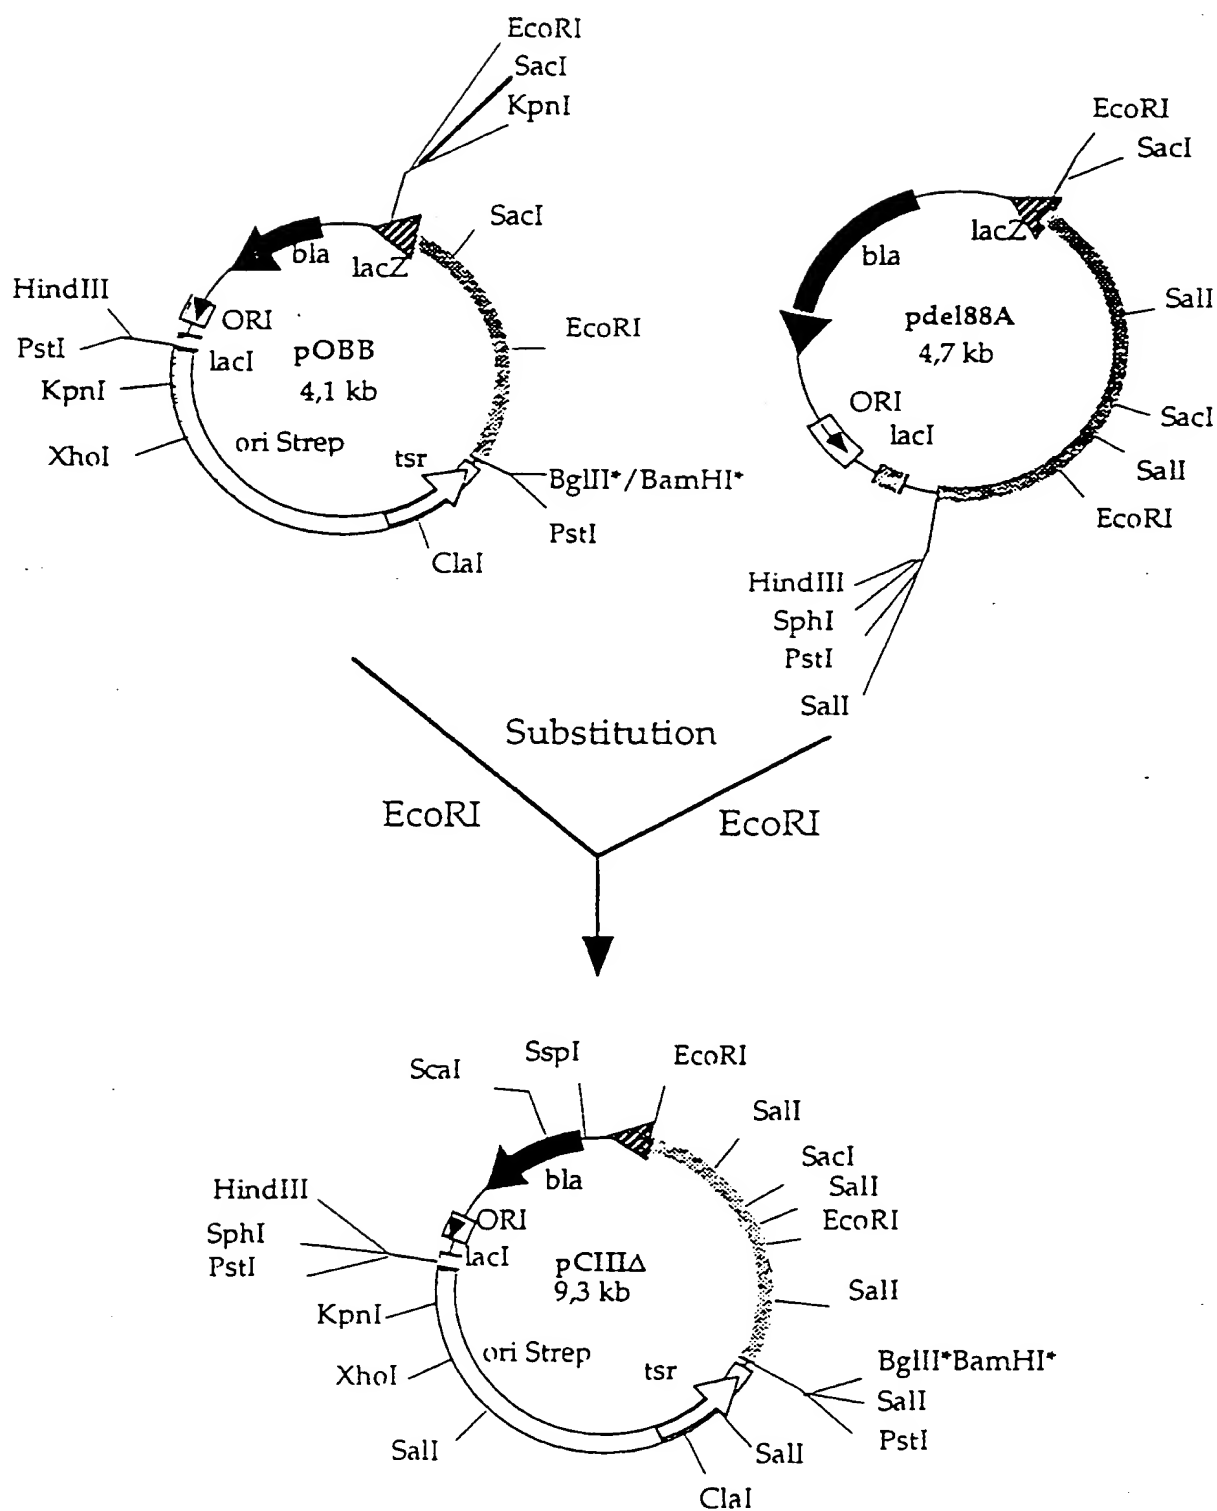 EcoRI
SacI
KpnI
SacI
EcoRI
bla
lacZ
HindIII
PstI
KpnI
XhoI
ORI
lacI
pOBB
4,1 kb
ori Strep
tsr
BglII*/BamHI*
PstI
ClaI
EcoRI
SacI
lacZ
bla
pdel88A
4,7 kb
SalI
ORI
lacI
SacI
SalI
EcoRI
HindIII
SphI
PstI
SalI
Substitution
EcoRI
EcoRI
ScaI
SspI
EcoRI
SalI
SacI
SalI
EcoRI
bla
HindIII
SphI
PstI
ORI
lacI
pCIIIΔ
9,3 kb
SalI
KpnI
XhoI
ori Strep
tsr
BglII*BamHI*
SalI
PstI
SalI
SalI
ClaI